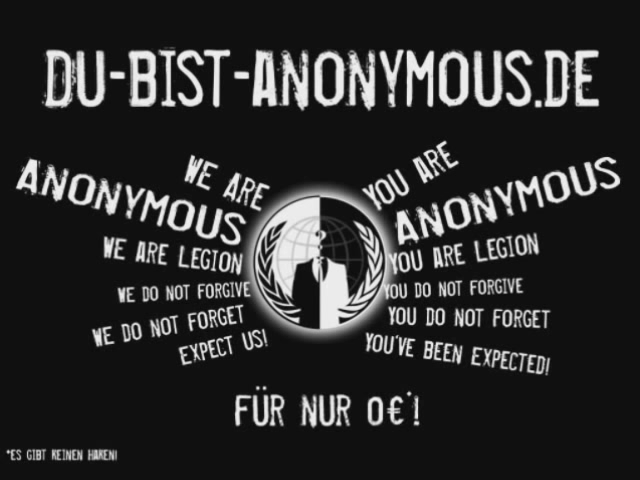 DU-BIST-ANONYMOUS.DE
WE ARE
ANONYMOUS
WE ARE LEGION
WE DO NOT FORGIVE
WE DO NOT FORGET
EXPECT US!
YOU ARE
ANONYMOUS
YOU ARE LEGION
YOU DO NOT FORGIVE
YOU DO NOT FORGET
YOU'VE BEEN EXPECTED!
?
FÜR NUR 0€*!
*ES GIBT KEINEN HAKEN!